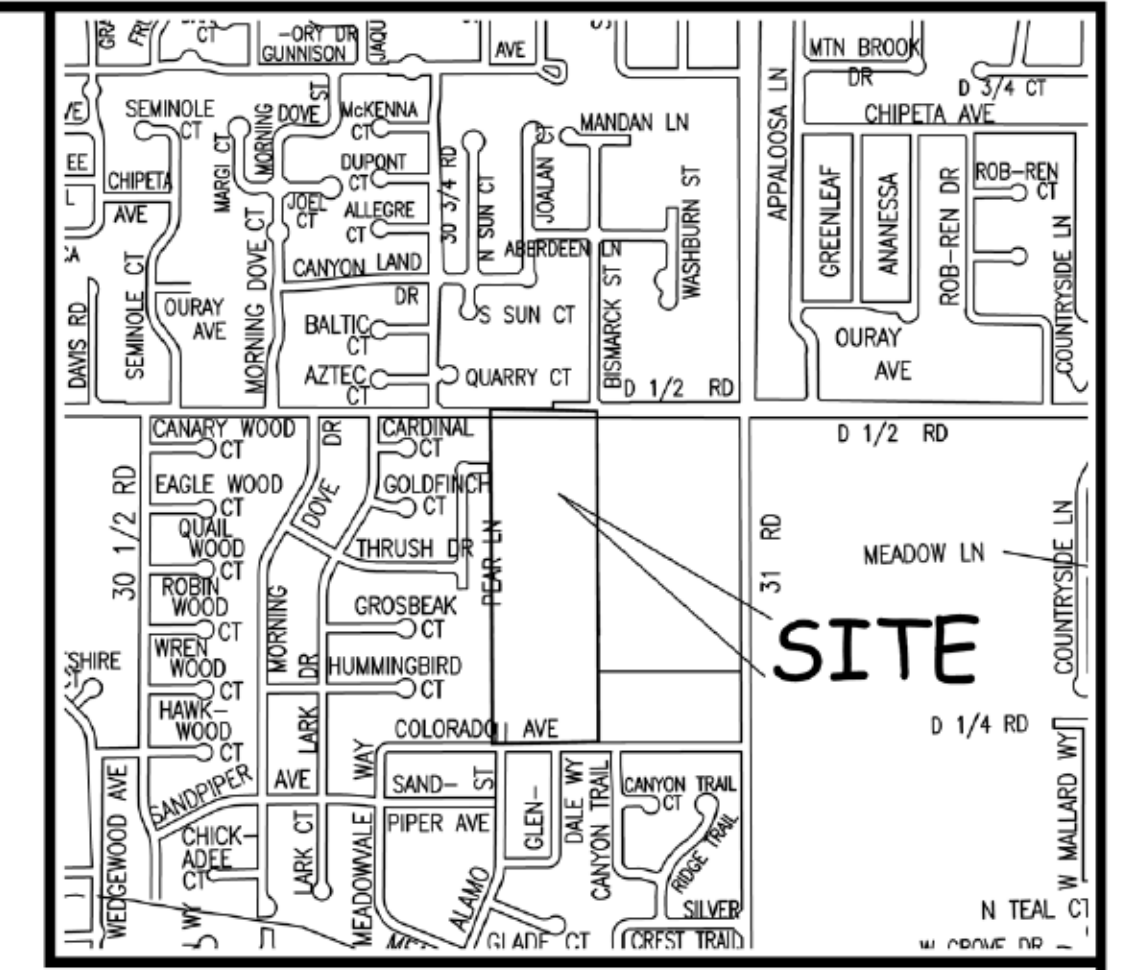 CT
-ORY DR
GUNNISON
AVE
MTN BROOK
DR
D 3/4 CT
CHIPETA AVE
SEMINOLE
CT
MORNING
DOVE ST
McKENNA
CT
MANDAN LN
APPALOOSA LN
EE
CHIPETA
AVE
MARGI CT
DUPONT
CT
30 3/4 RD
N SUN CT
JOALAN CT
WASHBURN ST
GREENLEAF
ANANESSA
ROB-REN DR
ROB-REN
CT
JOEL
CT
ALLEGRE
CT
ABERDEEN LN
COUNTRYSIDE LN
CANYON LAND
DR
SEMINOLE CT
OURAY
AVE
MORNING DOVE CT
S SUN CT
BISMARCK ST
DAVIS RD
BALTIC
CT
OURAY
AVE
AZTEC
CT
QUARRY CT
D 1/2 RD
CANARY WOOD
CT
DR
CARDINAL
CT
D 1/2 RD
30 1/2 RD
EAGLE WOOD
CT
DOVE
GOLDFINCH
CT
QUAIL
WOOD
CT
THRUSH DR
PEAR LN
31 RD
MEADOW LN
COUNTRYSIDE LN
ROBIN
WOOD
CT
MORNING
GROSBEAK
CT
SITE
SHIRE
WREN
WOOD
CT
DR
HUMMINGBIRD
CT
HAWK-
WOOD
CT
LARK
COLORADO AVE
D 1/4 RD
WEDGEWOOD AVE
SANDPIPER
AVE
WAY
SAND-
ST
GLEN-
DALE WY
CANYON TRAIL
CANYON TRAIL
CT
W MALLARD WY
CHICK-
ADEE
CT
LARK CT
MEADOWVALE
PIPER AVE
RIDGE TRAIL
ALAMO
WY
SILVER
N TEAL CT
GLADE CT
CREST TRAIL
W GROVE DR